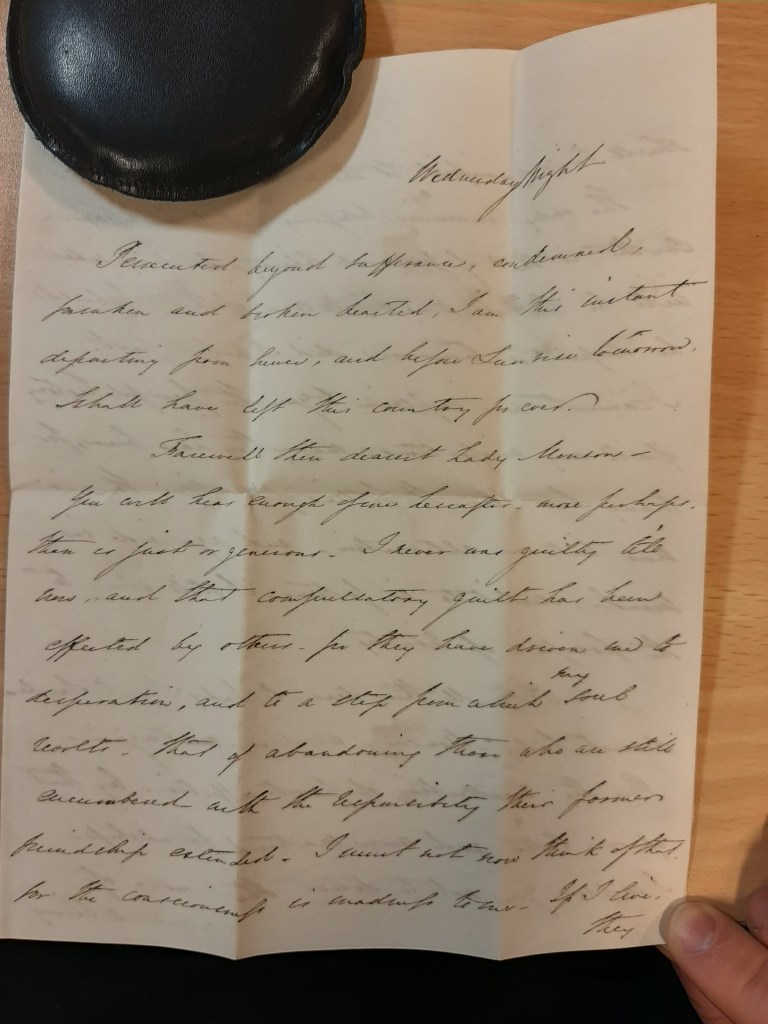 Wednesday Night
Persecuted beyond sufferance, condemned,
forsaken and broken hearted, I am this instant
departing from hence, and before Sunrise tomorrow,
shall have left this country for ever.
Farewell then dearest Lady Monsons –
You will hear enough of me hereafter – more perhaps,
than is just or generous – I never was guilty till
now, and that compulsatory guilt has been
effected by others – for they have driven me to
desperation, and to a step from which my soul
revolts – that of abandoning those who are still
encumbered with the responsibility their former
friendship extended – I must not now think of that,
for the consciousness is madness to me – If I live,
they